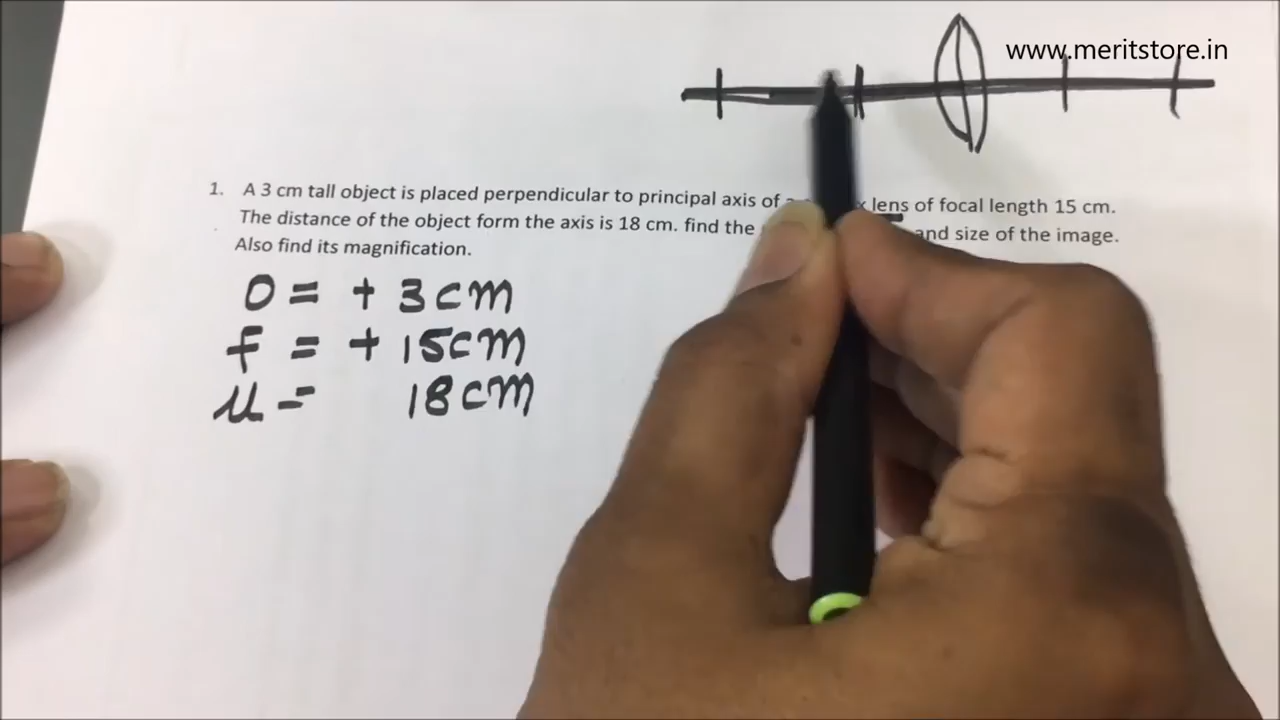 www.meritstore.in
1. A 3 cm tall object is placed perpendicular to principal axis of lens of focal length 15 cm.
The distance of the object form the axis is 18 cm. find the and size of the image.
Also find its magnification.
O = + 3cm
f = + 15cm
u = 18cm